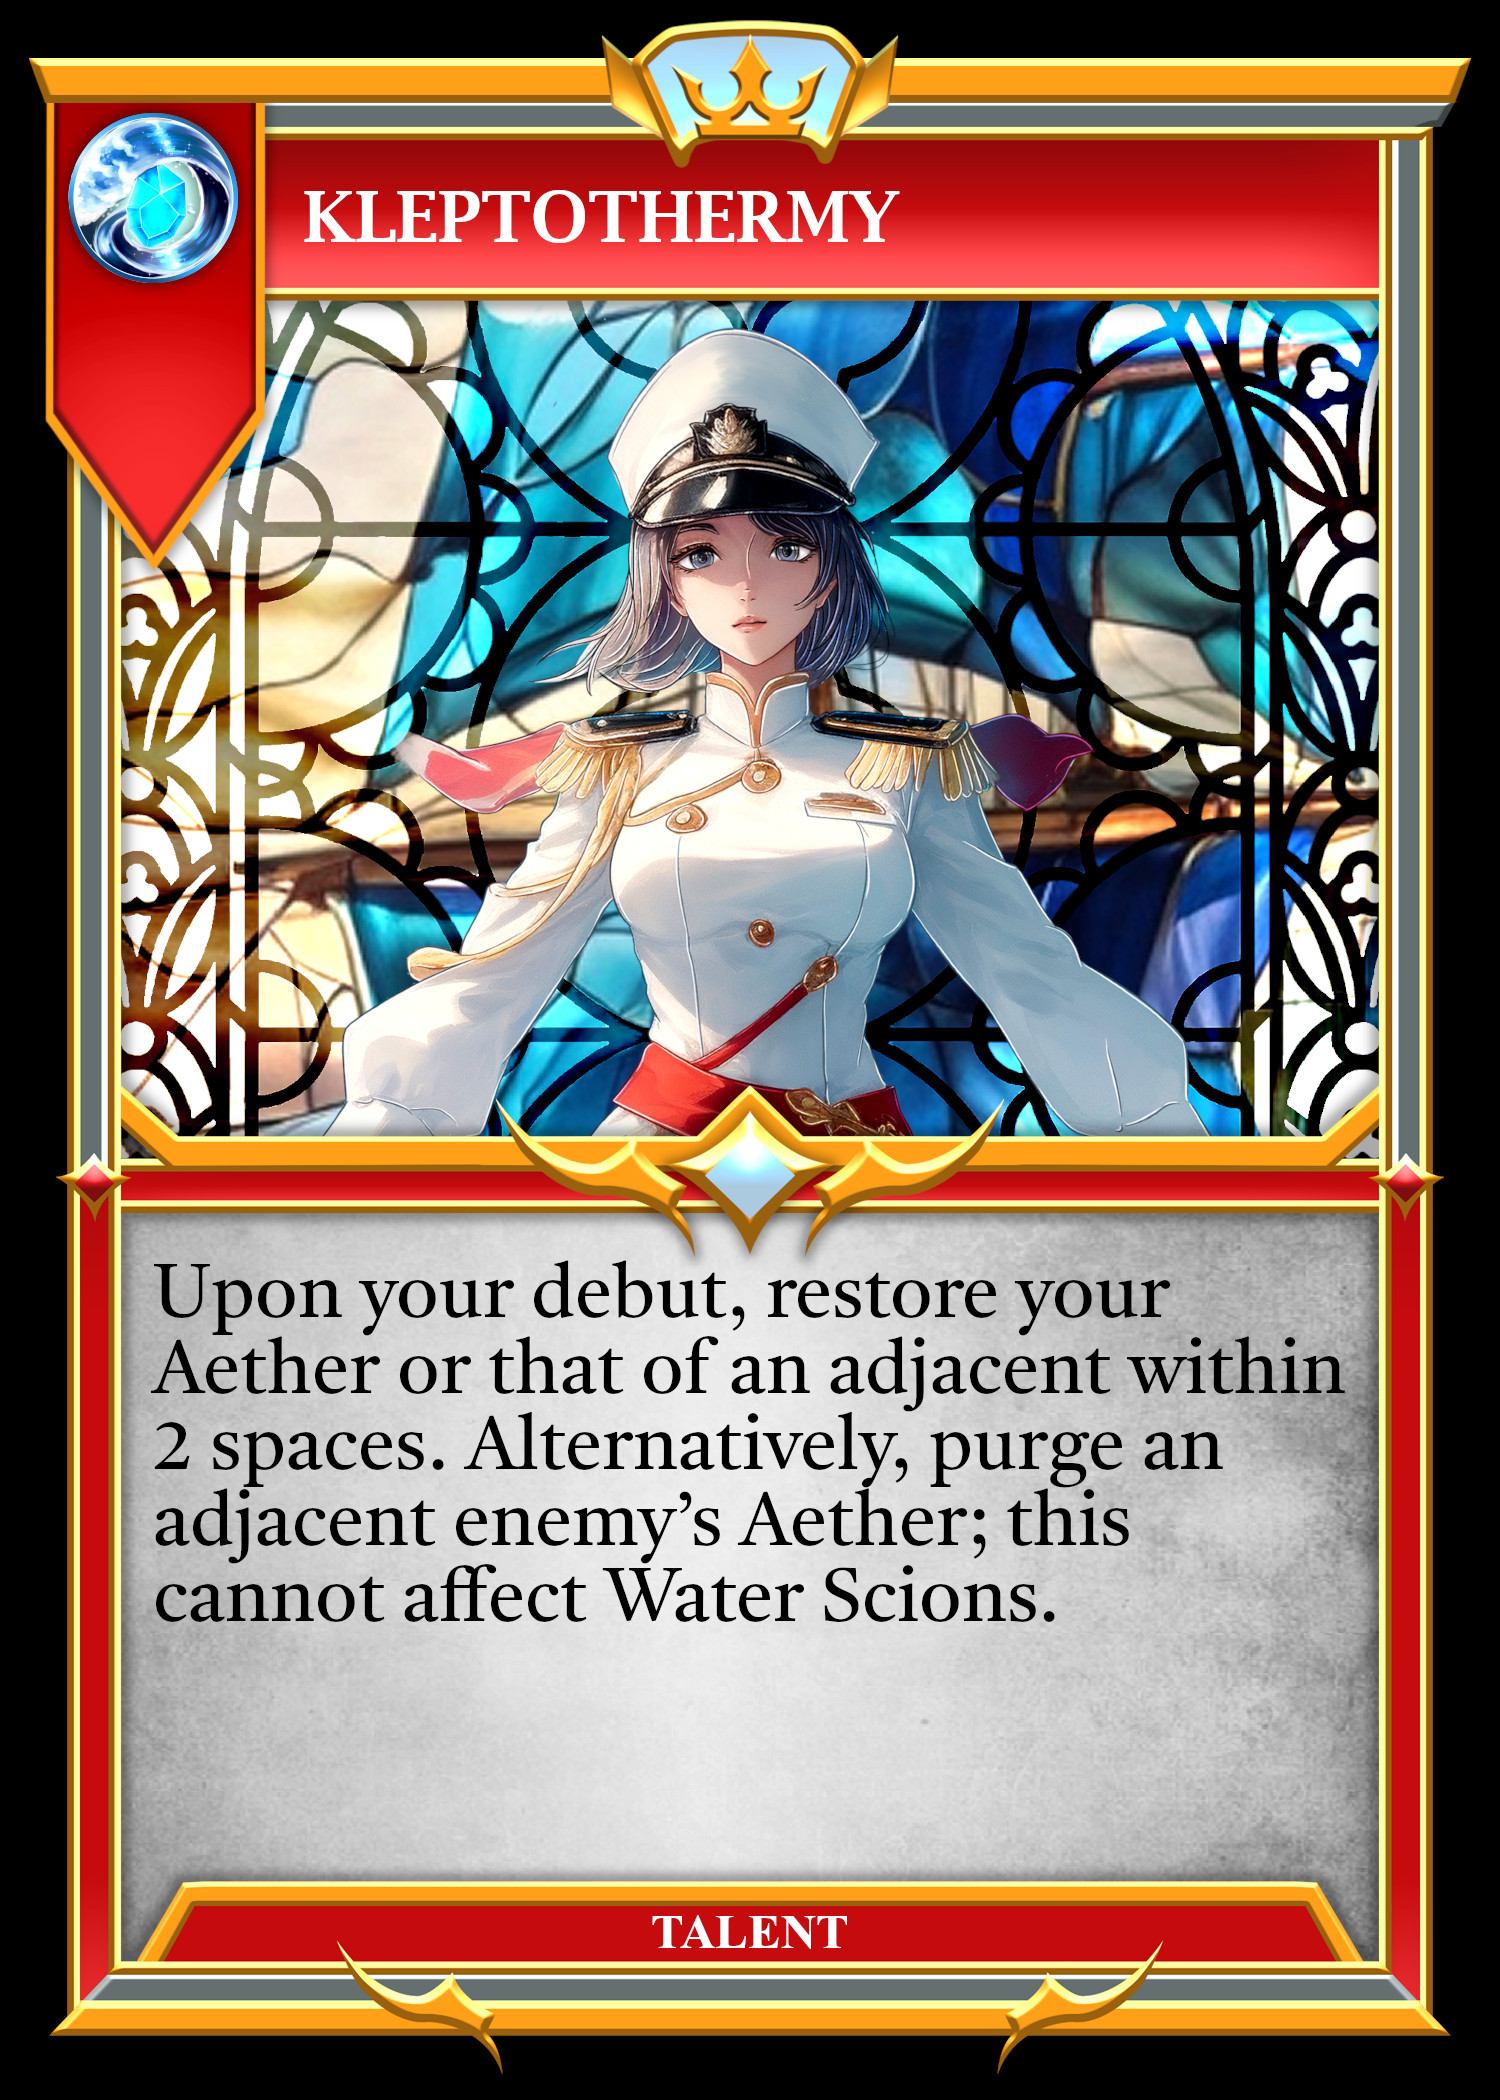 KLEPTOTHERMY
Upon your debut, restore your
Aether or that of an adjacent within
2 spaces. Alternatively, purge an
adjacent enemy’s Aether; this
cannot affect Water Scions.
TALENT